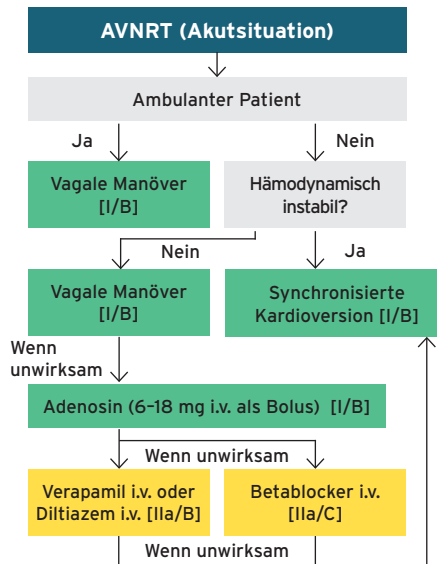 AVNRT (Akutsituation)
Ambulanter Patient
Ja
Nein
Vagale Manöver
[I/B]
Hämodynamisch
instabil?
Nein
Ja
Vagale Manöver
[I/B]
Synchronisierte
Kardioversion [I/B]
Wenn
unwirksam
Adenosin (6–18 mg i.v. als Bolus) [I/B]
Wenn unwirksam
Verapamil i.v. oder
Diltiazem i.v. [IIa/B]
Betablocker i.v.
[IIa/C]
Wenn unwirksam